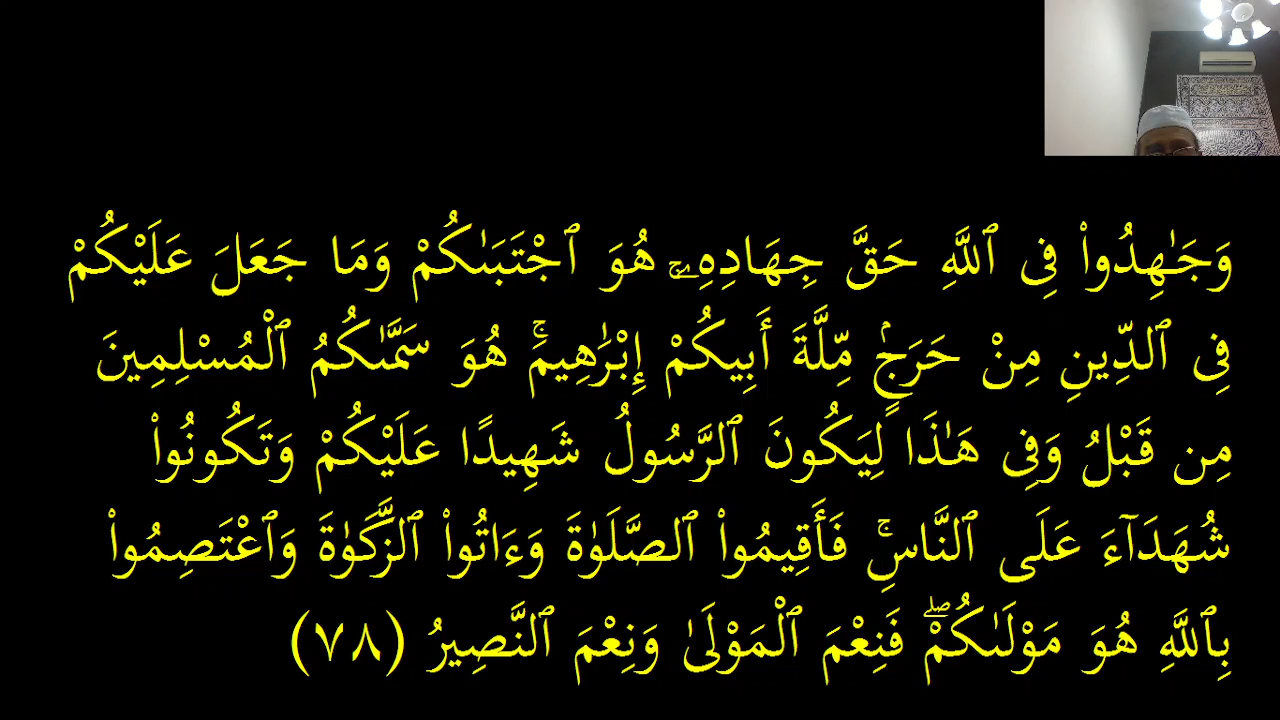 وَجَـٰهِدُوا۟ فِى ٱللَّهِ حَقَّ جِهَادِهِۦ ۚ هُوَ ٱجْتَبَىٰكُمْ وَمَا جَعَلَ عَلَيْكُمْ
فِى ٱلدِّينِ مِنْ حَرَجٍۢ ۚ مِّلَّةَ أَبِيكُمْ إِبْرَٰهِيمَ ۚ هُوَ سَمَّىٰكُمُ ٱلْمُسْلِمِينَ
مِن قَبْلُ وَفِى هَـٰذَا لِيَكُونَ ٱلرَّسُولُ شَهِيدًا عَلَيْكُمْ وَتَكُونُوا۟
شُهَدَآءَ عَلَى ٱلنَّاسِ ۚ فَأَقِيمُوا۟ ٱلصَّلَوٰةَ وَءَاتُوا۟ ٱلزَّكَوٰةَ وَٱعْتَصِمُوا۟
بِٱللَّهِ هُوَ مَوْلَىٰكُمْ ۖ فَنِعْمَ ٱلْمَوْلَىٰ وَنِعْمَ ٱلنَّصِيرُ (٧٨)